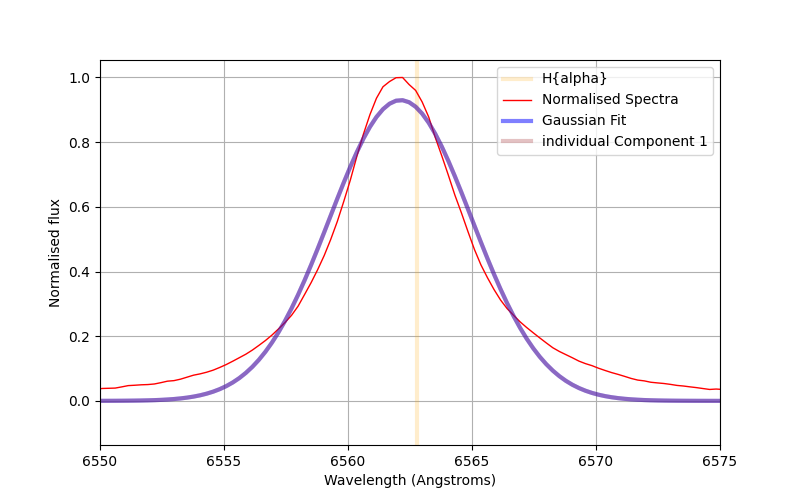 H{alpha}
Normalised Spectra
Gaussian Fit
individual Component 1
Normalised flux
1.0
0.8
0.6
0.4
0.2
0.0
6550 6555 6560 6565 6570 6575
Wavelength (Angstroms)